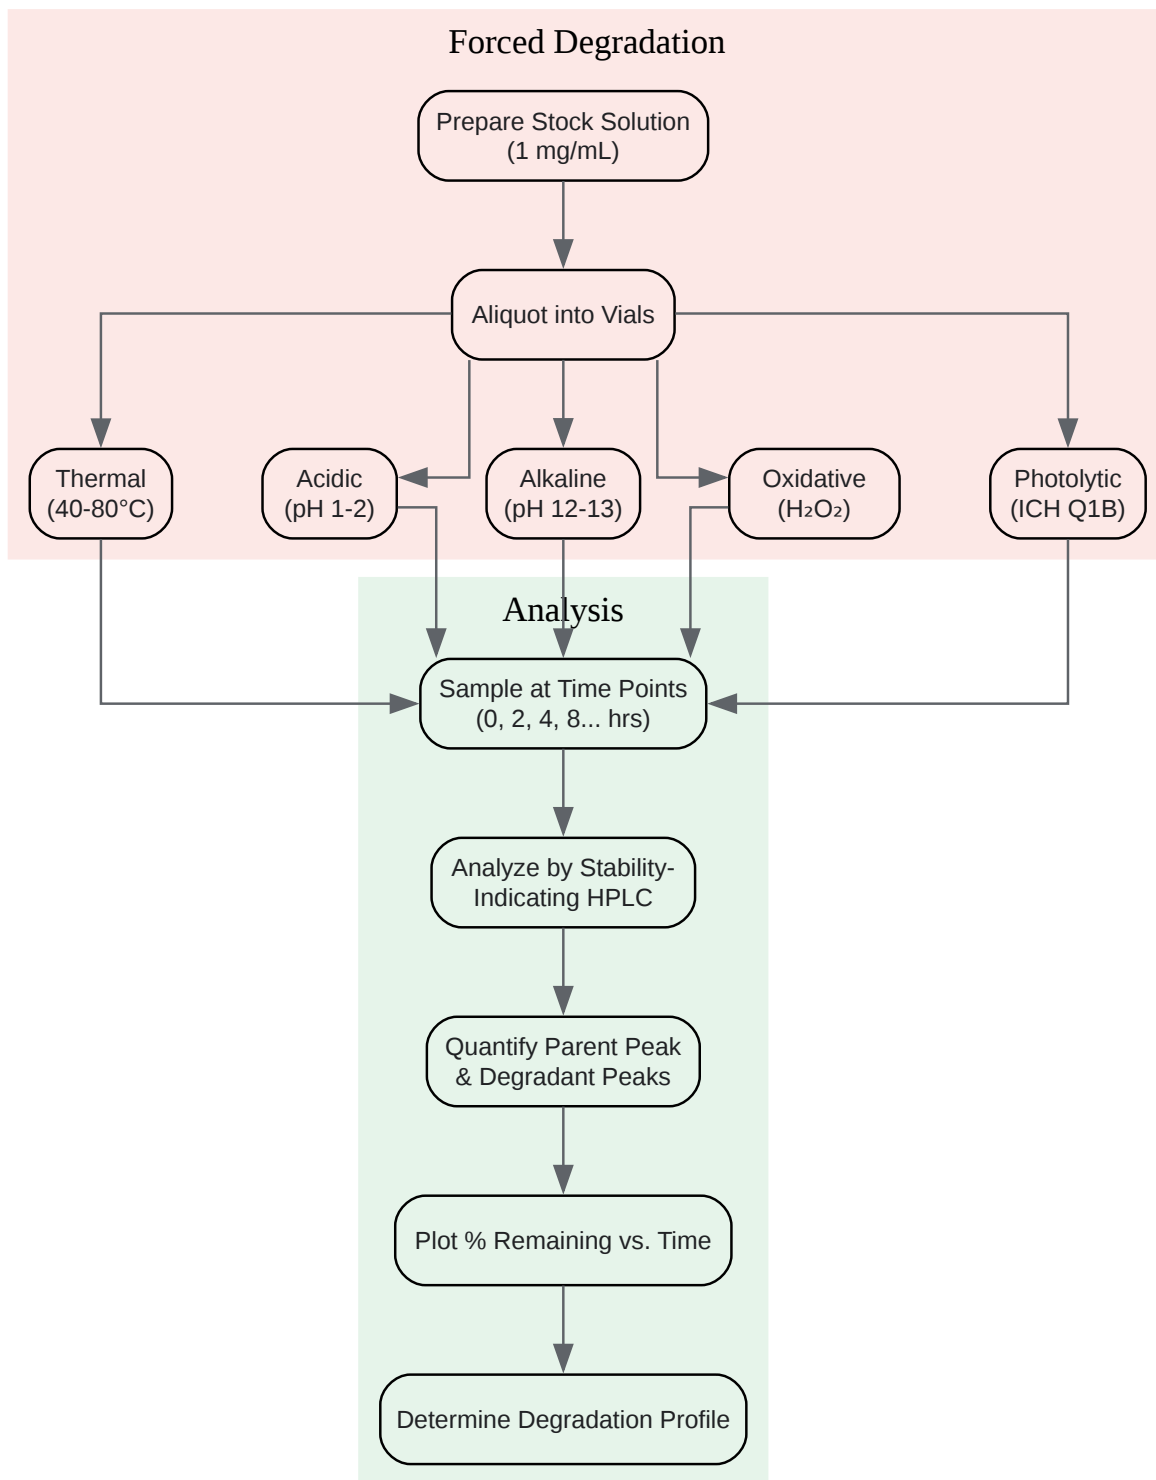 Forced Degradation
Prepare Stock Solution
(1 mg/mL)
Aliquot into Vials
Thermal
(40-80°C)
Acidic
(pH 1-2)
Alkaline
(pH 12-13)
Oxidative
(H₂O₂)
Photolytic
(ICH Q1B)
Analysis
Sample at Time Points
(0, 2, 4, 8... hrs)
Analyze by Stability-
Indicating HPLC
Quantify Parent Peak
& Degradant Peaks
Plot % Remaining vs. Time
Determine Degradation Profile